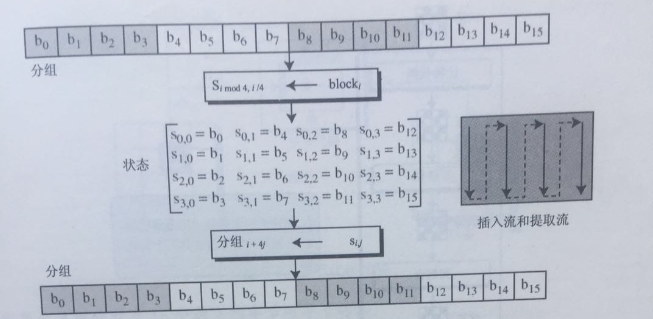 b₀ b₁ b₂ b₃ b₄ b₅ b₆ b₇ b₈ b₉ b₁₀ b₁₁ b₁₂ b₁₃ b₁₄ b₁₅
分组
S_{i mod 4, i/4} ← block_i
状态
s₀,₀ = b₀ s₀,₁ = b₄ s₀,₂ = b₈ s₀,₃ = b₁₂
s₁,₀ = b₁ s₁,₁ = b₅ s₁,₂ = b₉ s₁,₃ = b₁₃
s₂,₀ = b₂ s₂,₁ = b₆ s₂,₂ = b₁₀ s₂,₃ = b₁₄
s₃,₀ = b₃ s₃,₁ = b₇ s₃,₂ = b₁₁ s₃,₃ = b₁₅
插入流和提取流
分组_{i + 4j} ← s_{i,j}
分组
b₀ b₁ b₂ b₃ b₄ b₅ b₆ b₇ b₈ b₉ b₁₀ b₁₁ b₁₂ b₁₃ b₁₄ b₁₅